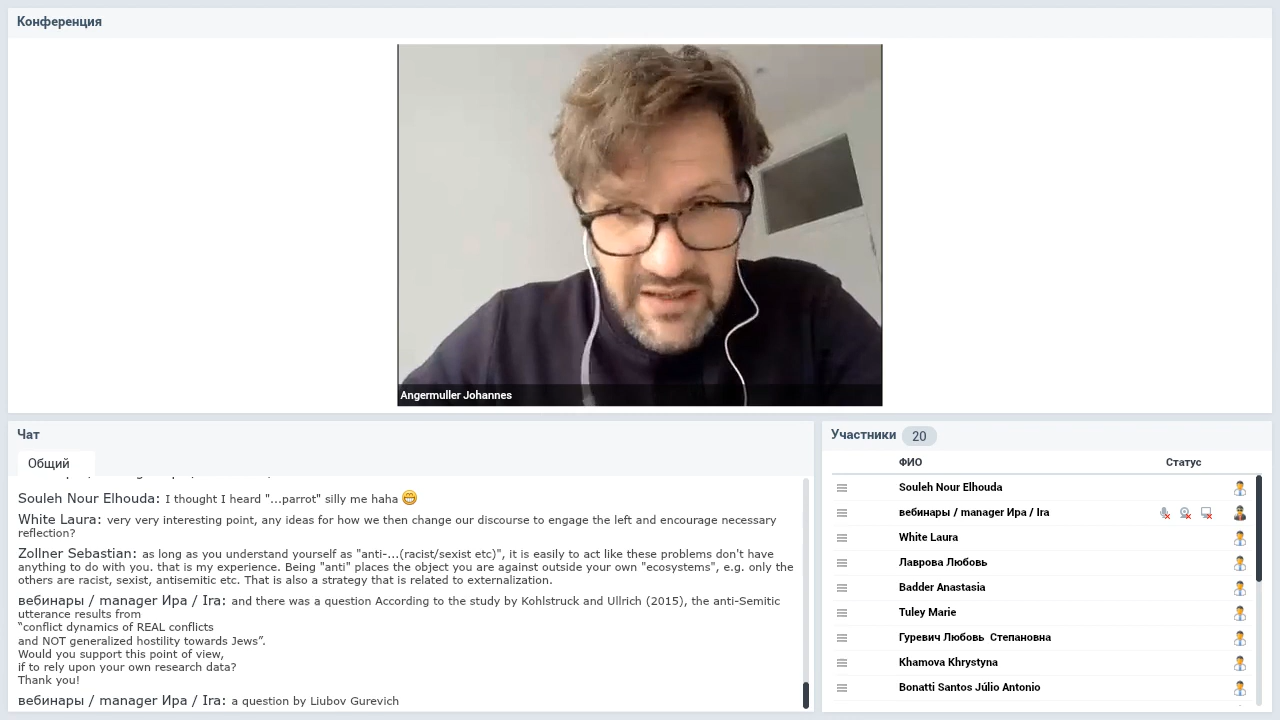 Конференция
Angermuller Johannes
Чат
Общий
Souleh Nour Elhouda: I thought I heard "...parrot" silly me haha
White Laura: very very interesting point, any ideas for how we then change our discourse to engage the left and encourage necessary
reflection?
Zollner Sebastian: as long as you understand yourself as "anti-...(racist/sexist etc)", it is easily to act like these problems don't have
anything to do with you. that is my experience. Being "anti" places the object you are against outside your own "ecosystems", e.g. only the
others are racist, sexist, antisemitic etc. That is also a strategy that is related to externalization.
вебинары / manager Ира / Ira: and there was a question According to the study by Kohlstruck and Ullrich (2015), the anti-Semitic
utterance results from
“conflict dynamics of REAL conflicts
and NOT generalized hostility towards Jews”.
Would you support this point of view,
if to rely upon your own research data?
Thank you!
вебинары / manager Ира / Ira: a question by Liubov Gurevich
Участники 20
ФИО Статус
Souleh Nour Elhouda
вебинары / manager Ира / Ira
White Laura
Лаврова Любовь
Badder Anastasia
Tuley Marie
Гуревич Любовь Степановна
Khamova Khrystyna
Bonatti Santos Júlio Antonio